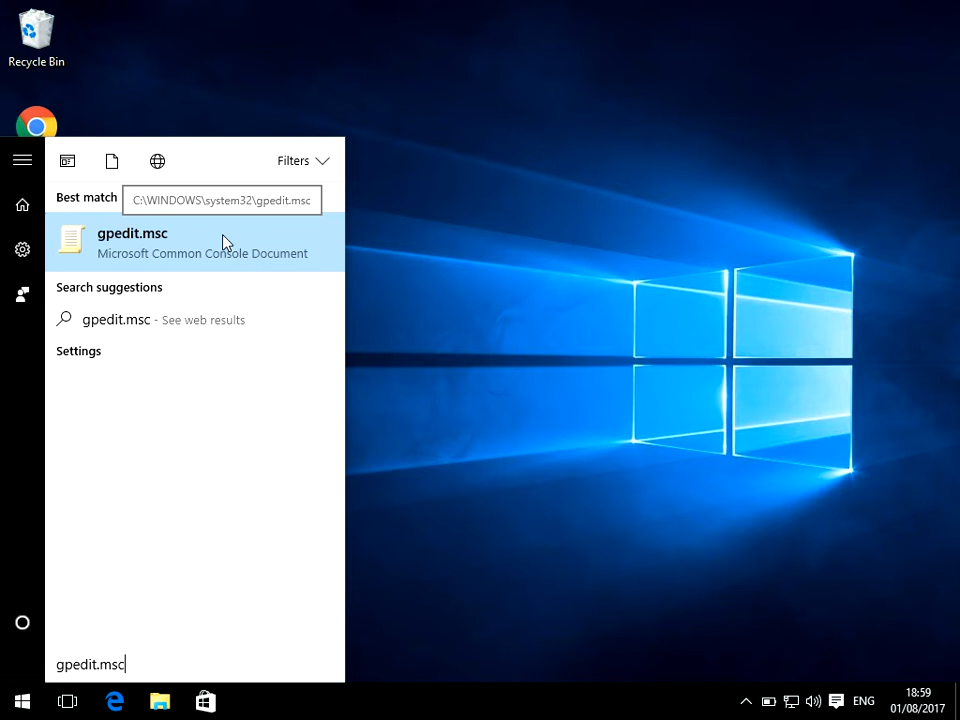 Recycle Bin
Filters
Best match
C:\WINDOWS\system32\gpedit.msc
gpedit.msc
Microsoft Common Console Document
Search suggestions
gpedit.msc - See web results
Settings
gpedit.msc
ENG
18:59
01/08/2017